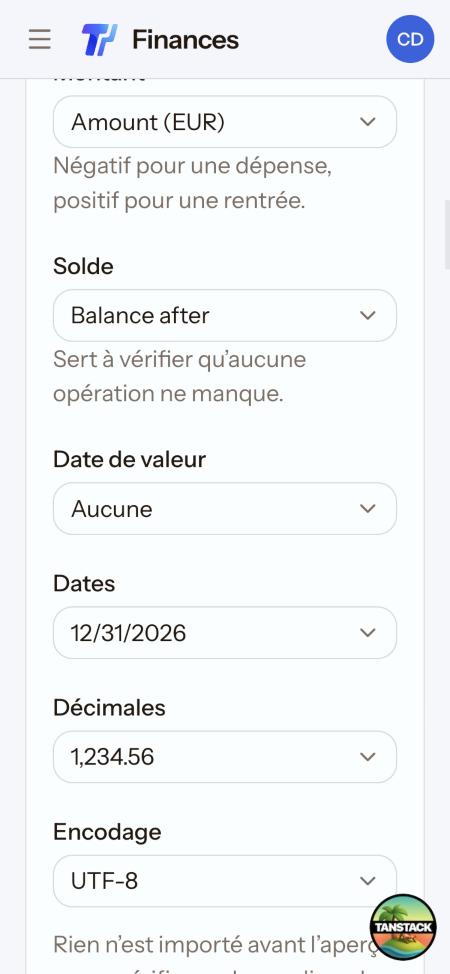 Finances
CD
Montant
Amount (EUR)
Négatif pour une dépense,
positif pour une rentrée.
Solde
Balance after
Sert à vérifier qu’aucune
opération ne manque.
Date de valeur
Aucune
Dates
12/31/2026
Décimales
1,234.56
Encodage
UTF-8
TANSTACK
Rien n’est importé avant l’aperç